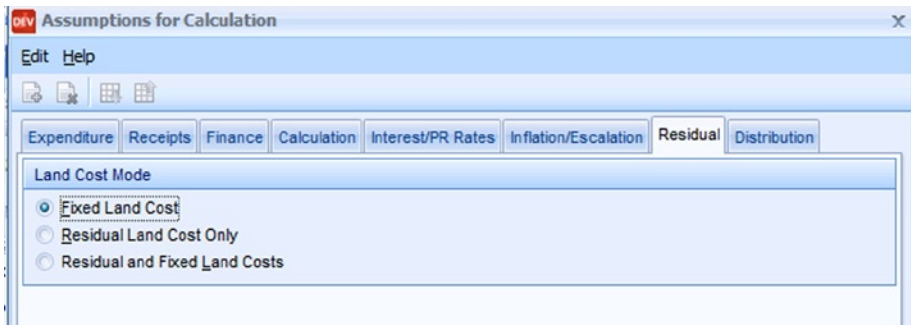 DEV Assumptions for Calculation X
Edit Help
Expenditure Receipts Finance Calculation Interest/PR Rates Inflation/Escalation Residual Distribution
Land Cost Mode
Fixed Land Cost
Residual Land Cost Only
Residual and Fixed Land Costs